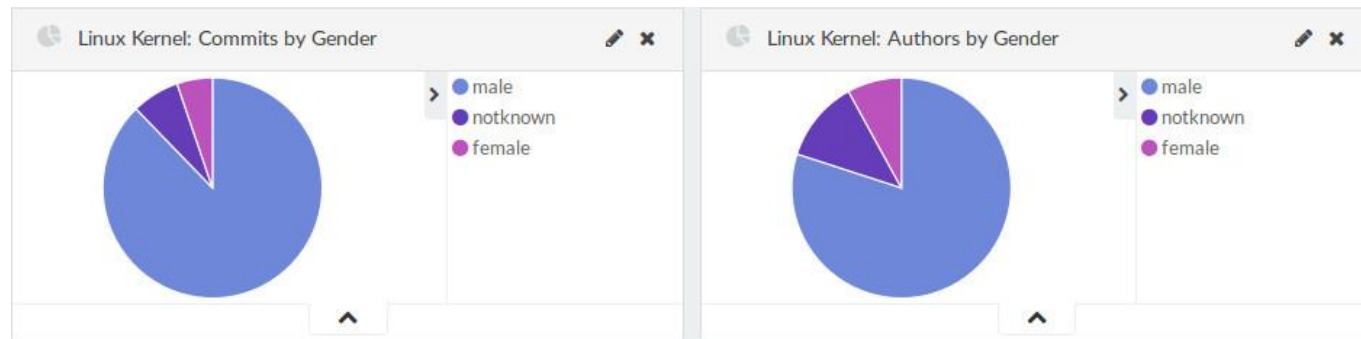 Linux Kernel: Commits by Gender
male
notknown
female
Linux Kernel: Authors by Gender
male
notknown
female